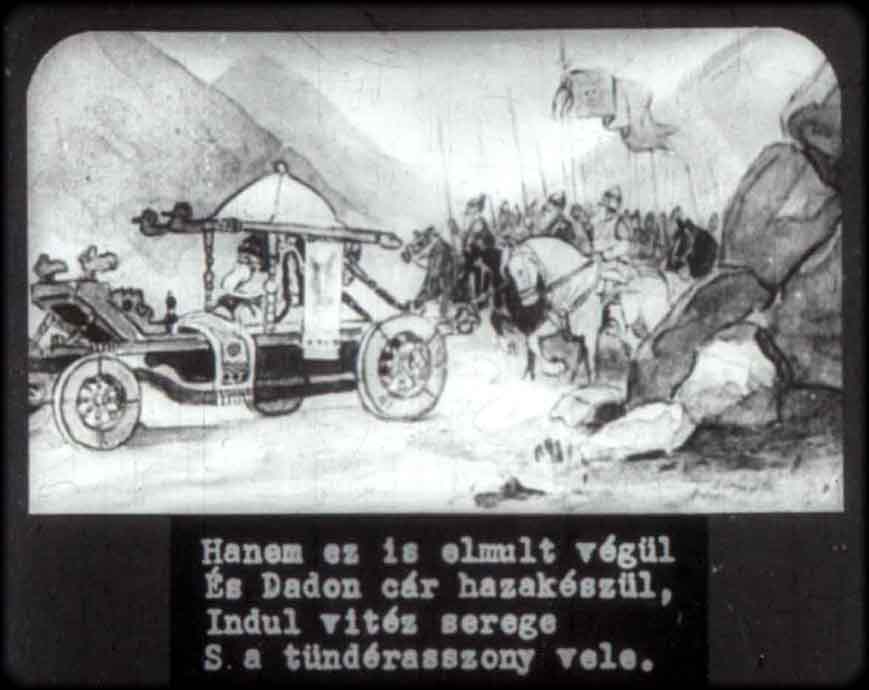 Hanem ez is elmult végül
És Dadon cár hazakészül,
Indul vitéz serege
S a tündérasszony vele.